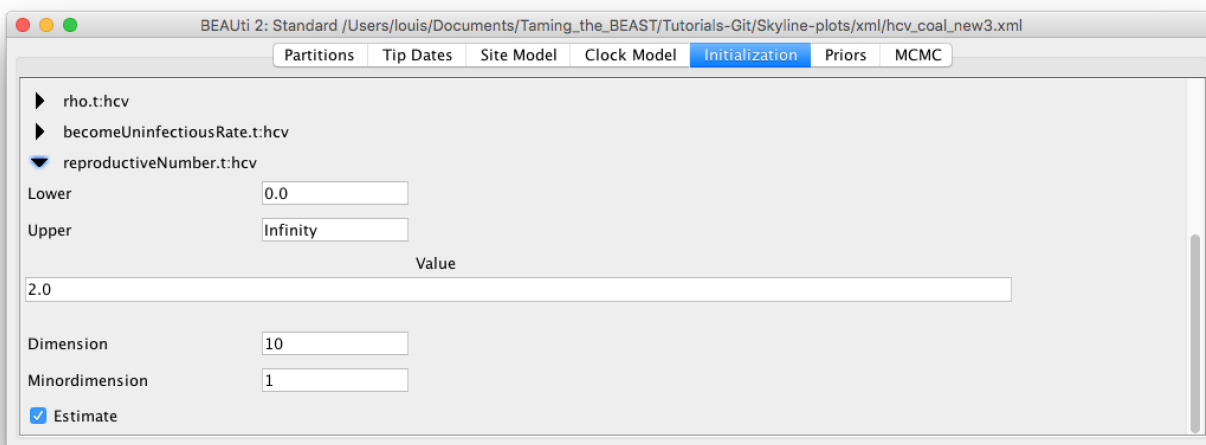 BEAUti 2: Standard /Users/louis/Documents/Taming_the_BEAST/Tutorials-Git/Skyline-plots/xml/hcv_coal_new3.xml
Partitions Tip Dates Site Model Clock Model Initialization Priors MCMC
rho.t:hcv
becomeUninfectiousRate.t:hcv
reproductiveNumber.t:hcv
Lower 0.0
Upper Infinity
Value
2.0
Dimension 10
Minordimension 1
Estimate